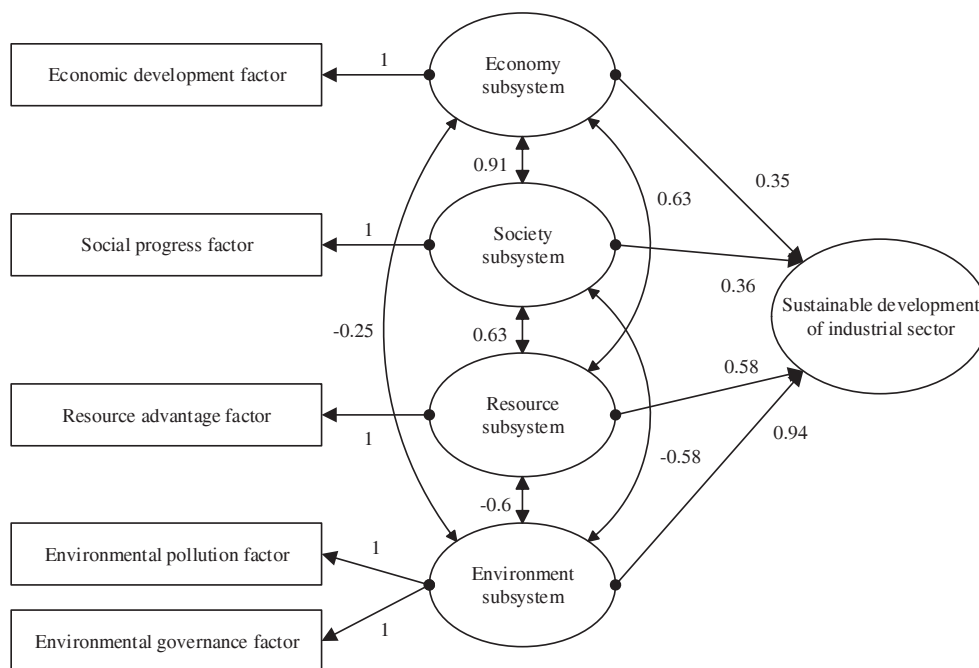 Economic development factor
1
Economy
subsystem
0.91
0.35
0.63
Social progress factor
1
Society
subsystem
0.36
Sustainable development
of industrial sector
-0.25
0.63
0.58
Resource advantage factor
1
Resource
subsystem
0.94
-0.58
-0.6
Environmental pollution factor
1
Environment
subsystem
Environmental governance factor
1